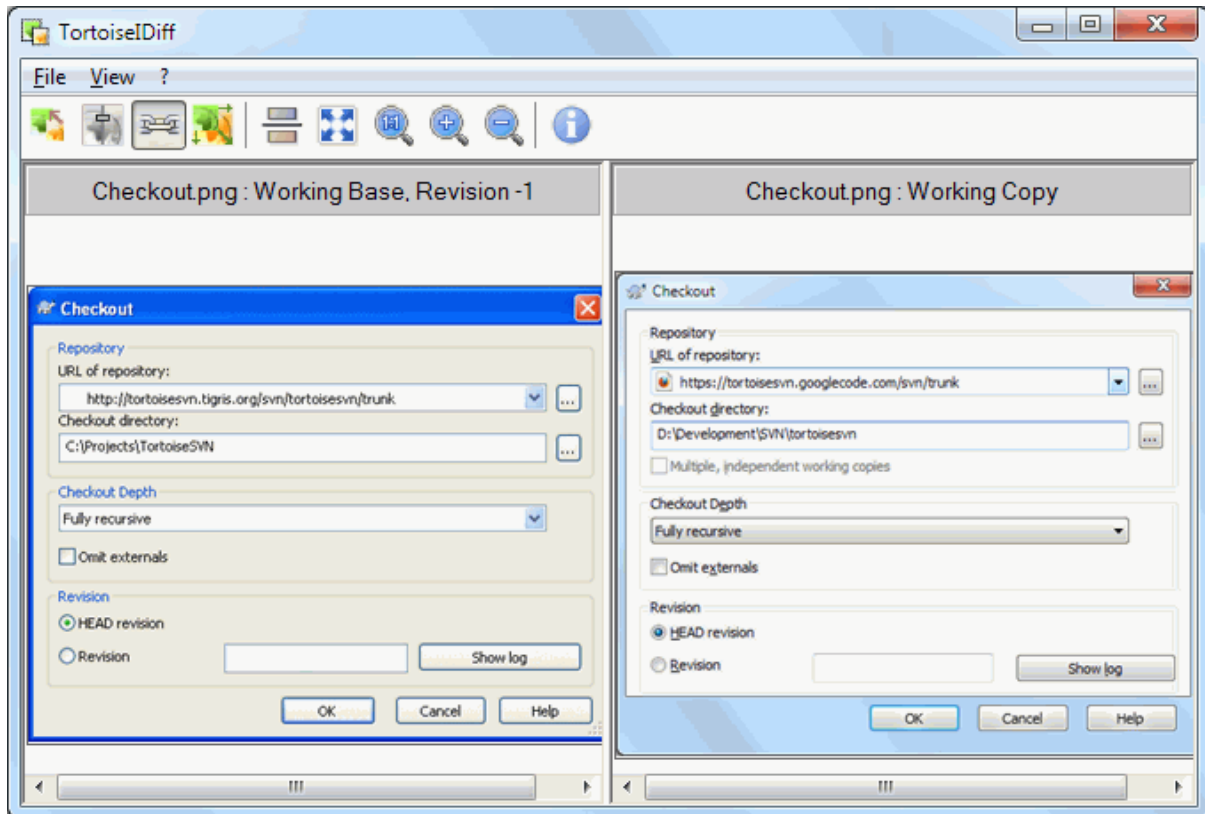 TortoiseIDiff
File View ?
Checkout.png : Working Base, Revision -1
Checkout
Repository
URL of repository:
http://tortoisesvn.tigris.org/svn/tortoisesvn/trunk
...
Checkout directory:
C:\Projects\TortoiseSVN
...
Checkout Depth
Fully recursive
Omit externals
Revision
HEAD revision
Revision
Show log
OK Cancel Help
Checkout.png : Working Copy
Checkout
Repository
URL of repository:
https://tortoisesvn.googlecode.com/svn/trunk
...
Checkout directory:
D:\Development\SVN\tortoisesvn
...
Multiple, independent working copies
Checkout Depth
Fully recursive
Omit externals
Revision
HEAD revision
Revision
Show log
OK Cancel Help